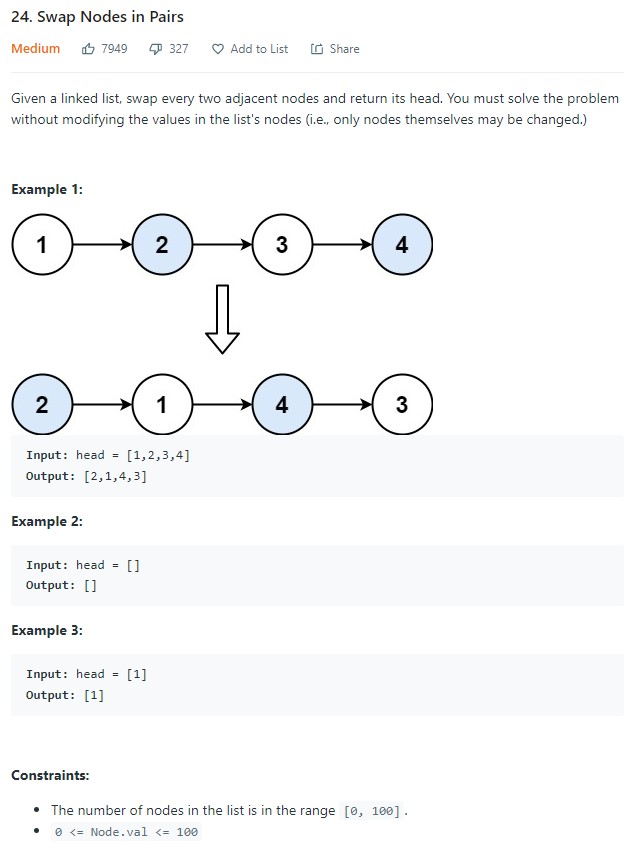 24. Swap Nodes in Pairs
Medium 7949 327 Add to List Share
Given a linked list, swap every two adjacent nodes and return its head. You must solve the problem
without modifying the values in the list's nodes (i.e., only nodes themselves may be changed.)
Example 1:
1 2 3 4
2 1 4 3
Input: head = [1,2,3,4]
Output: [2,1,4,3]
Example 2:
Input: head = []
Output: []
Example 3:
Input: head = [1]
Output: [1]
Constraints:
• The number of nodes in the list is in the range [0, 100] .
• 0 <= Node.val <= 100